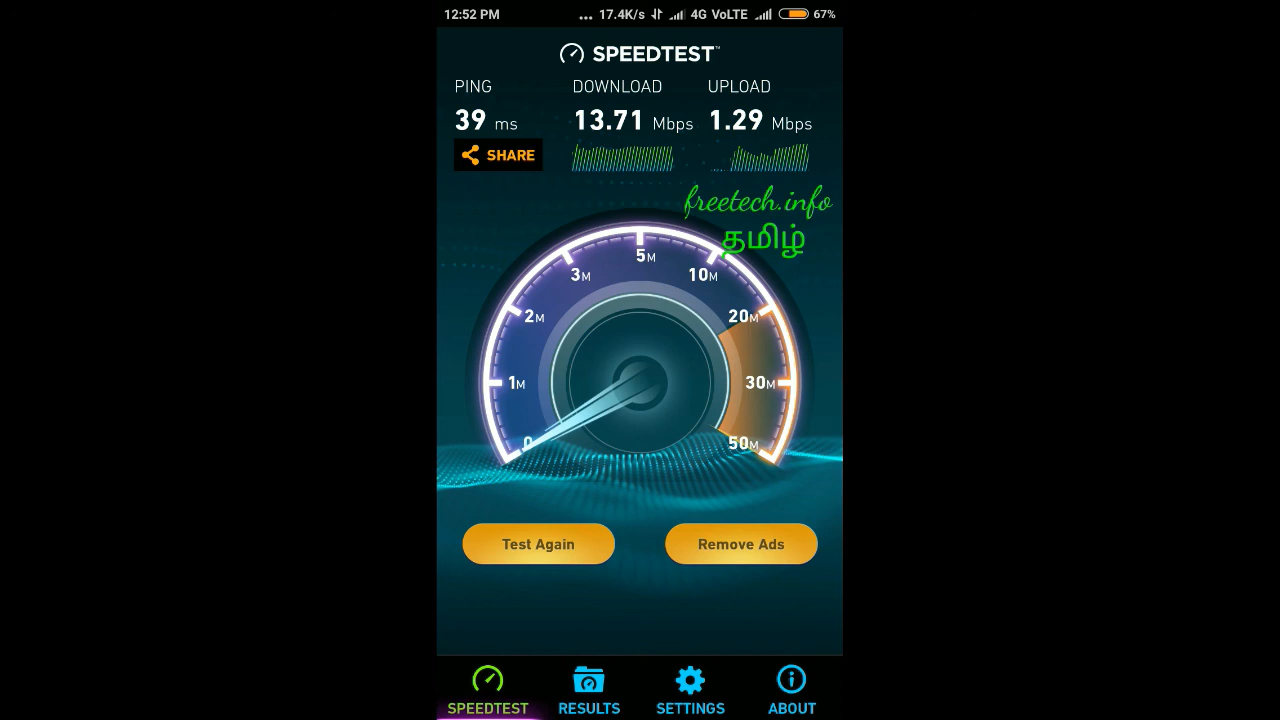 12:52 PM ... 17.4K/s 4G VoLTE 67%
SPEEDTEST™
PING DOWNLOAD UPLOAD
39 ms 13.71 Mbps 1.29 Mbps
SHARE
freetech.info
தமிழ்
5M
3M 10M
2M 20M
1M 30M
0 50M
Test Again Remove Ads
SPEEDTEST RESULTS SETTINGS ABOUT